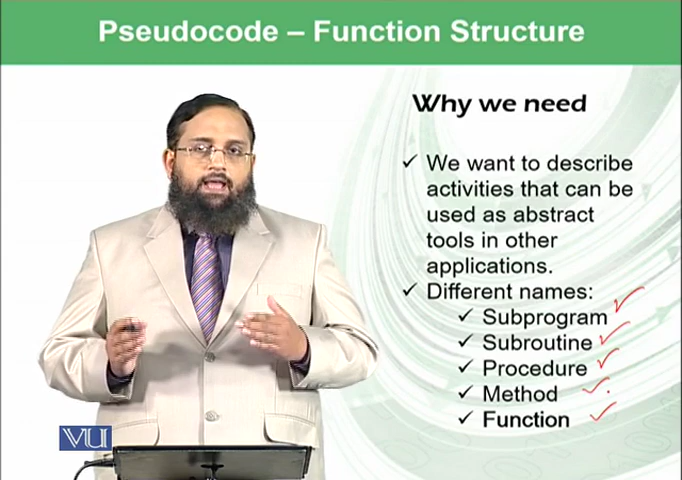 Pseudocode – Function Structure
Why we need
✓ We want to describe
activities that can be
used as abstract
tools in other
applications.
✓ Different names:
✓ Subprogram
✓ Subroutine
✓ Procedure
✓ Method
✓ Function
VU